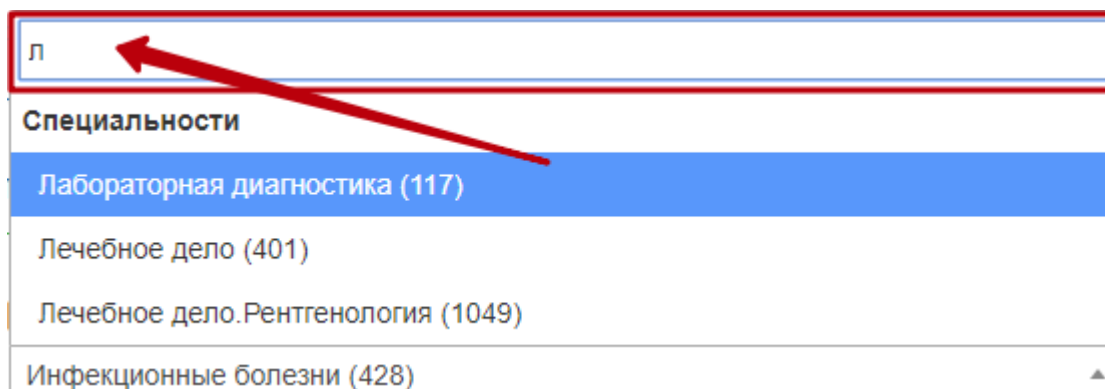 л
Специальности
Лабораторная диагностика (117)
Лечебное дело (401)
Лечебное дело.Рентгенология (1049)
Инфекционные болезни (428)